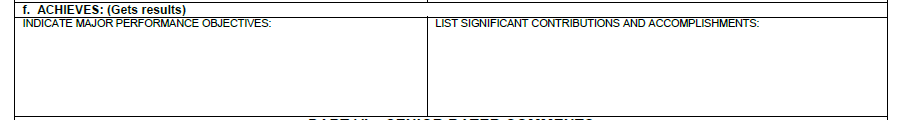 f. ACHIEVES: (Gets results)
INDICATE MAJOR PERFORMANCE OBJECTIVES:
LIST SIGNIFICANT CONTRIBUTIONS AND ACCOMPLISHMENTS: